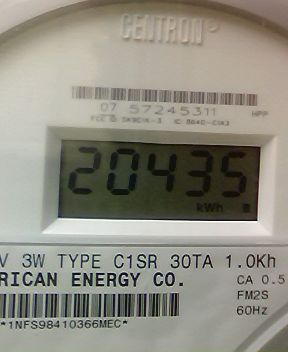 CENTRON®
07 57245311 HPP
20435
kWh
V 3W TYPE C1SR 30TA 1.0Kh
RICAN ENERGY CO. CA 0.5
FM2S
60Hz
*1NFS98410366MEC*